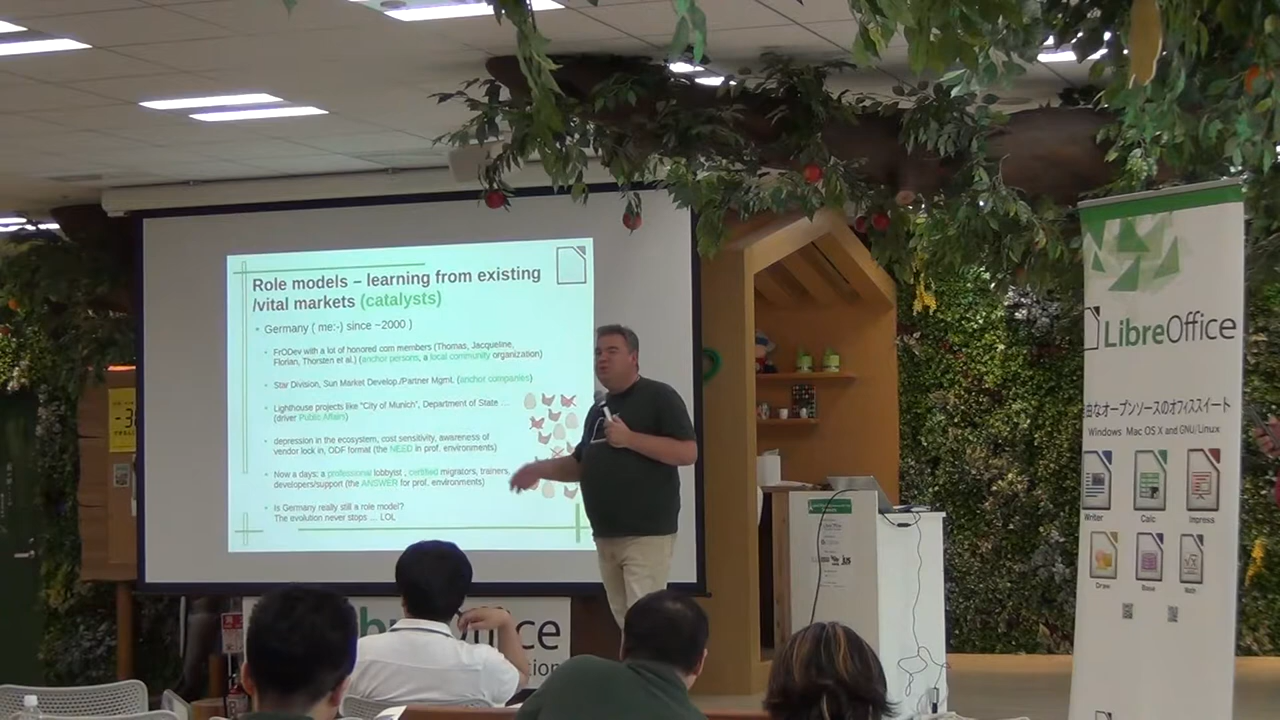 Role models – learning from existing
/vital markets (catalysts)
Germany ( me:-) since ~2000 )
FrODev with a lot of honored com members (Thomas, Jacqueline,
Florian, Thorsten et al.) (anchor persons, a local community organization)
Star Division, Sun Market Develop./Partner Mgmt. (anchor companies)
Lighthouse projects like "City of Munich", Department of State ...
(driver Public Affairs)
depression in the ecosystem, cost sensitivity, awareness of
vendor lock in, ODF format (the NEED in prof. environments)
Now a days: a professional lobbyist , certified migrators, trainers,
developers/support (the ANSWER for prof. environments)
Is Germany really still a role model?
The evolution never stops ... LOL
LibreOffice
由なオープンソースのオフィススイート
Windows Mac OS X and GNU/Linux
Writer Calc Impress
Draw Base Math